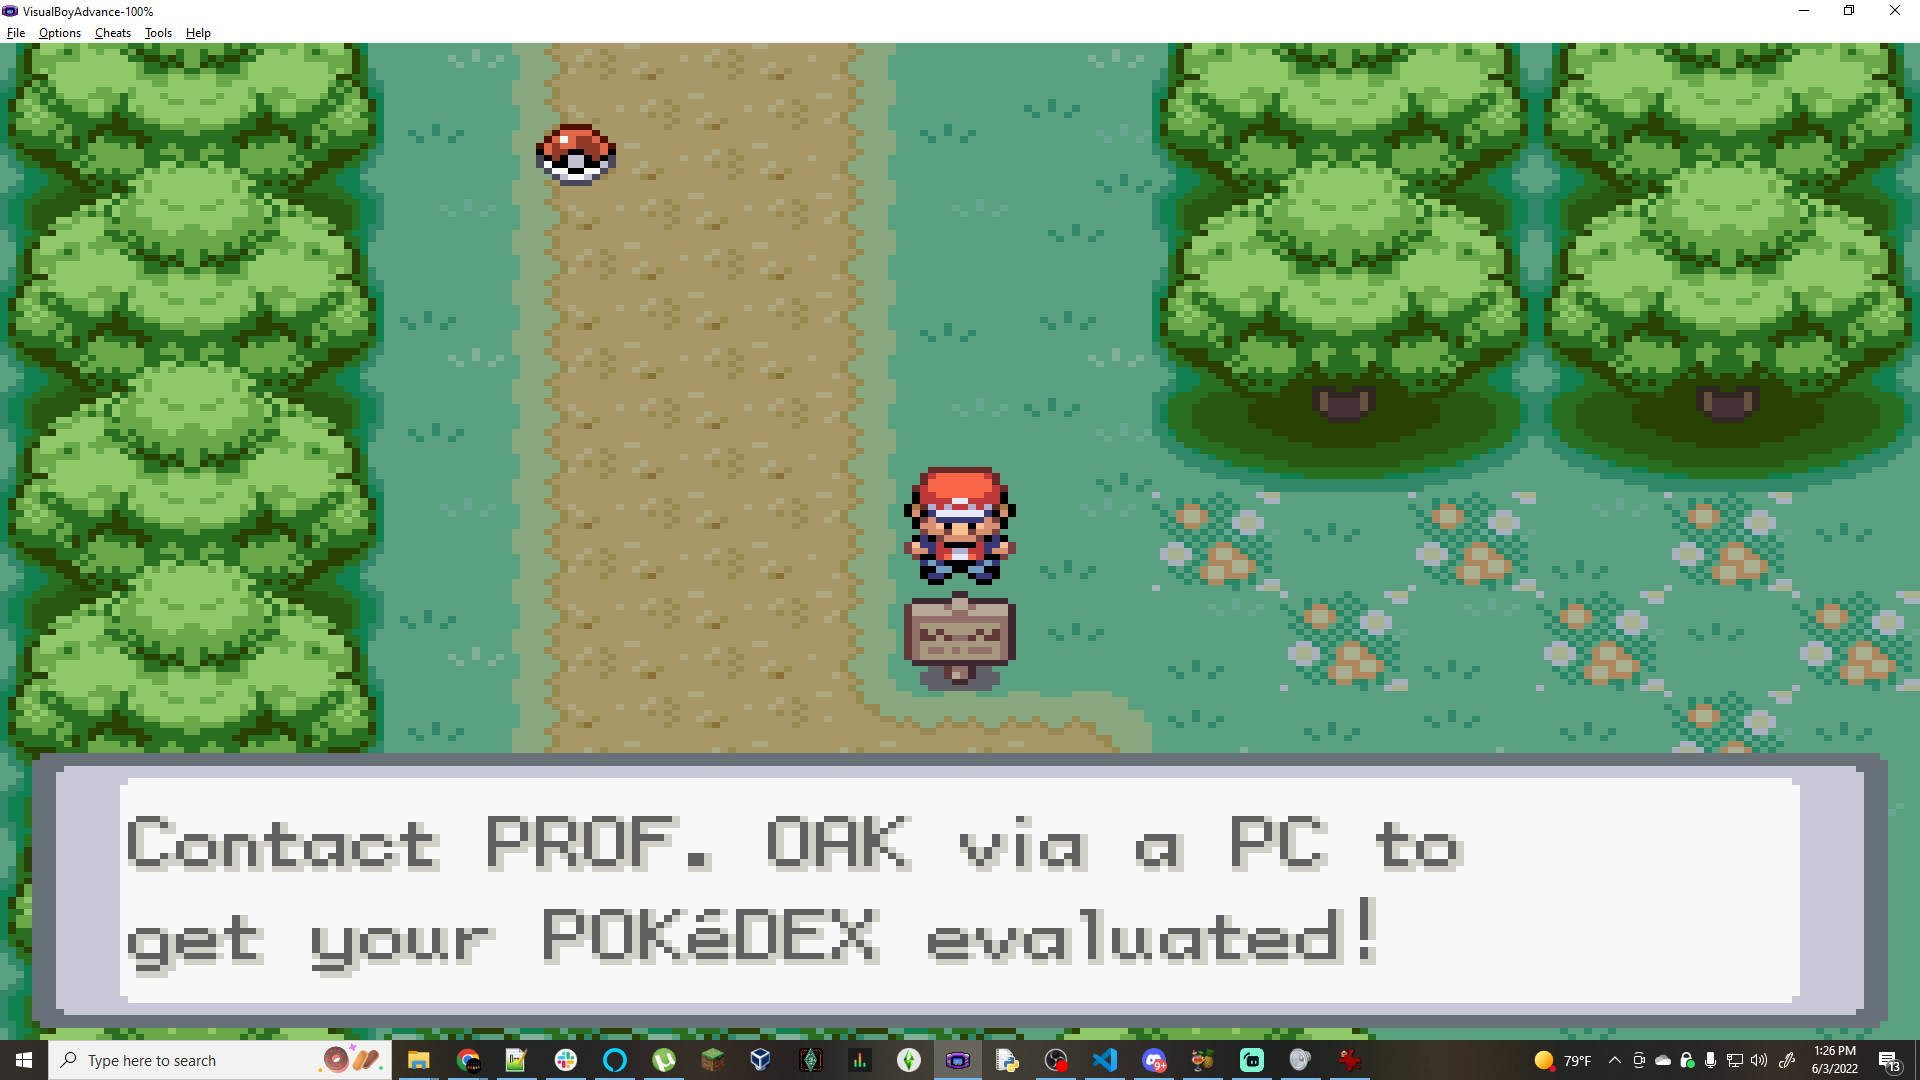 VisualBoyAdvance-100%
File Options Cheats Tools Help
Contact PROF. OAK via a PC to
get your POKéDEX evaluated!
Type here to search
9+
79°F
1:26 PM
6/3/2022
13